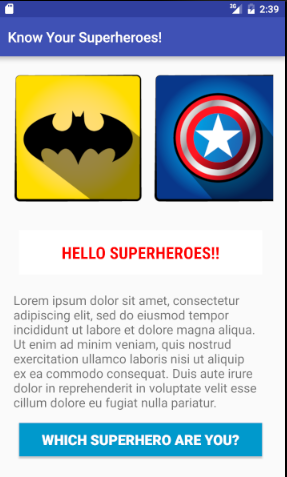 3G 2:39
Know Your Superheroes!
HELLO SUPERHEROES!!
Lorem ipsum dolor sit amet, consectetur
adipiscing elit, sed do eiusmod tempor
incididunt ut labore et dolore magna aliqua.
Ut enim ad minim veniam, quis nostrud
exercitation ullamco laboris nisi ut aliquip
ex ea commodo consequat. Duis aute irure
dolor in reprehenderit in voluptate velit esse
cillum dolore eu fugiat nulla pariatur.
WHICH SUPERHERO ARE YOU?